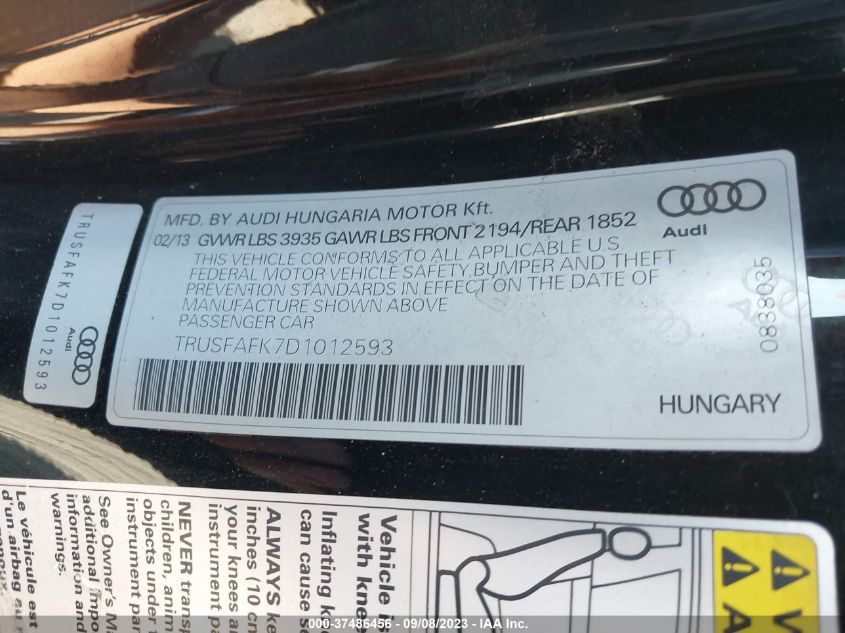 MFD. BY AUDI HUNGARIA MOTOR Kft.
02/13 GVWR LBS 3935 GAWR LBS FRONT 2194/REAR 1852
THIS VEHICLE CONFORMS TO ALL APPLICABLE U.S.
FEDERAL MOTOR VEHICLE SAFETY, BUMPER AND THEFT
PREVENTION STANDARDS IN EFFECT ON THE DATE OF
MANUFACTURE SHOWN ABOVE
PASSENGER CAR
TRUSFAFK7D1012593
Audi
0838035
HUNGARY
TRUSFAFK7D1012593
Audi
Vehicle
with
Inflating
can cause
ALWAYS
inches (10
your knees
instrument
NEVER
children,
objects under
instrument
See Owner's
additional
information and
warnings.
Le véhicule est
d'un airbag
000-37486456 - 09/08/2023 - IAA Inc.